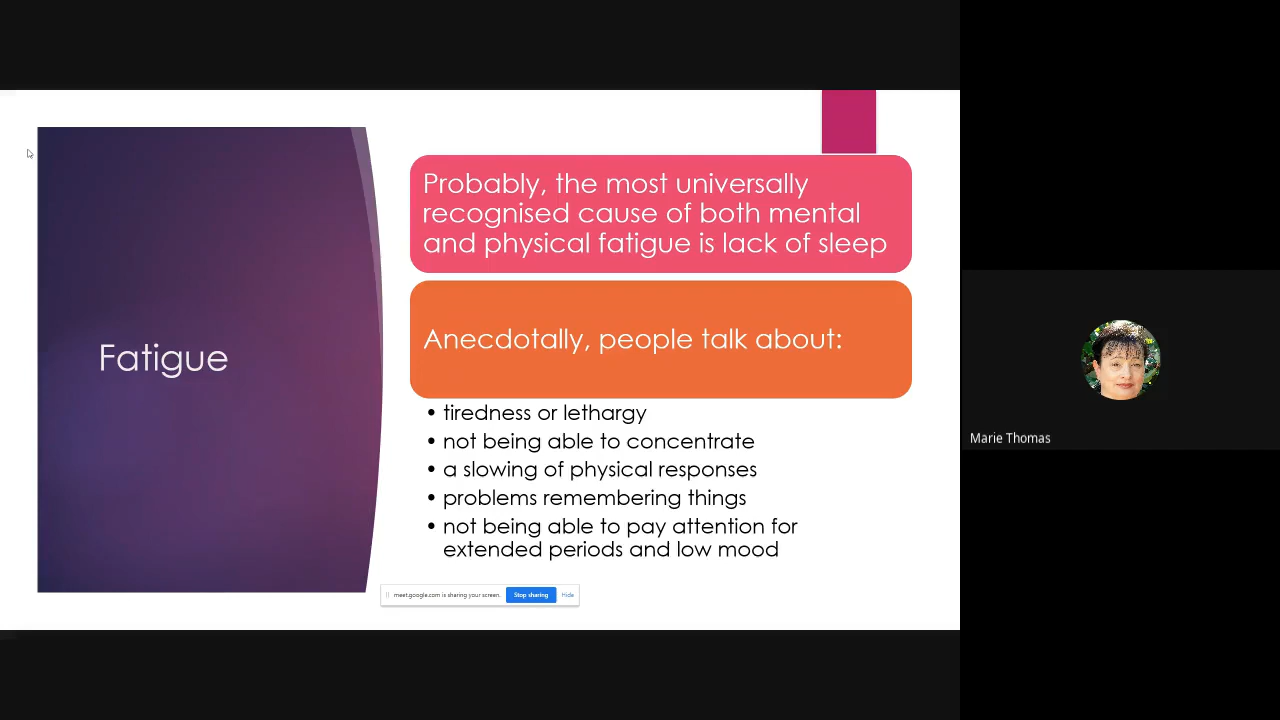 Fatigue
Probably, the most universally
recognised cause of both mental
and physical fatigue is lack of sleep
Anecdotally, people talk about:
• tiredness or lethargy
• not being able to concentrate
• a slowing of physical responses
• problems remembering things
• not being able to pay attention for
extended periods and low mood
meet.google.com is sharing your screen.
Stop sharing
Hide
Marie Thomas